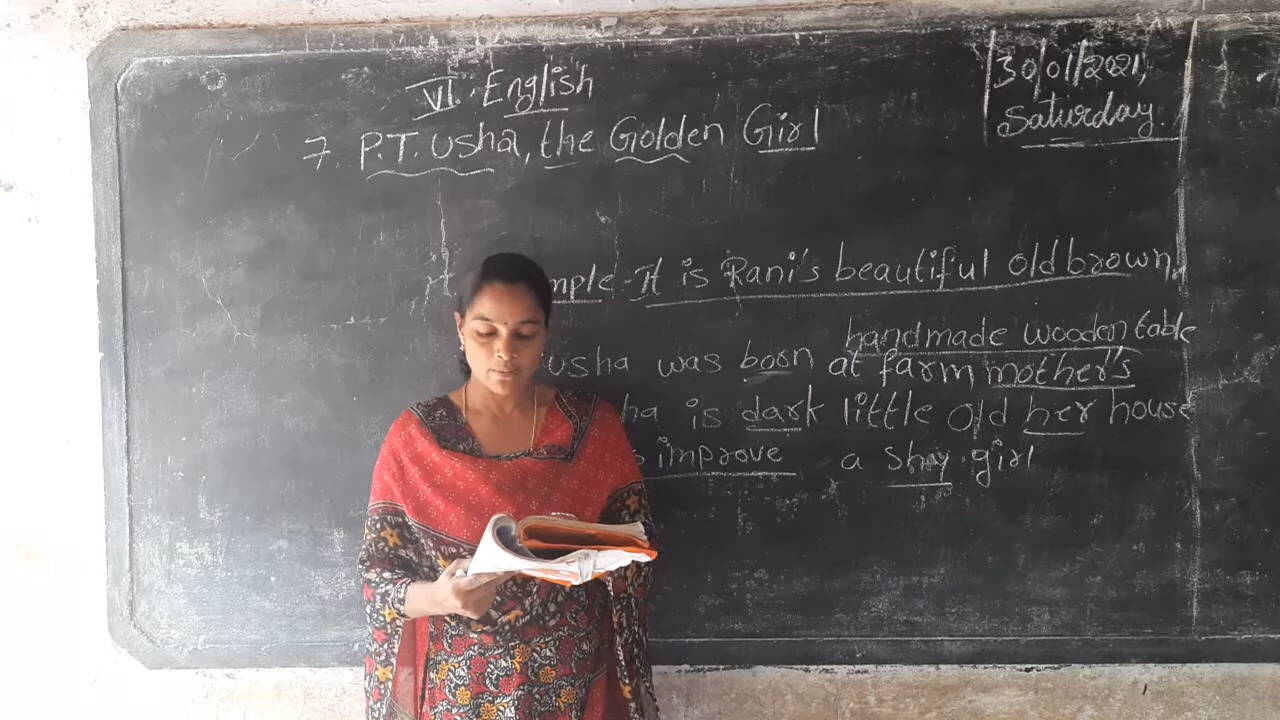 VI. English
30/01/2021,
Saturday
7. P.T. Usha, the Golden Girl
mple - It is Rani's beautiful old brown
handmade wooden table
usha was boon at farm mother's
ha is dark little old her house
improve a shy girl